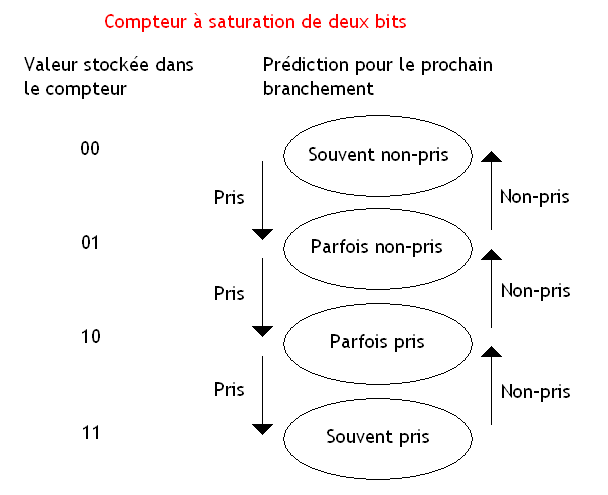 Compteur à saturation de deux bits
Valeur stockée dans
le compteur
Prédiction pour le prochain
branchement
00
Souvent non-pris
Pris
Non-pris
01
Parfois non-pris
Pris
Non-pris
10
Parfois pris
Pris
Non-pris
11
Souvent pris